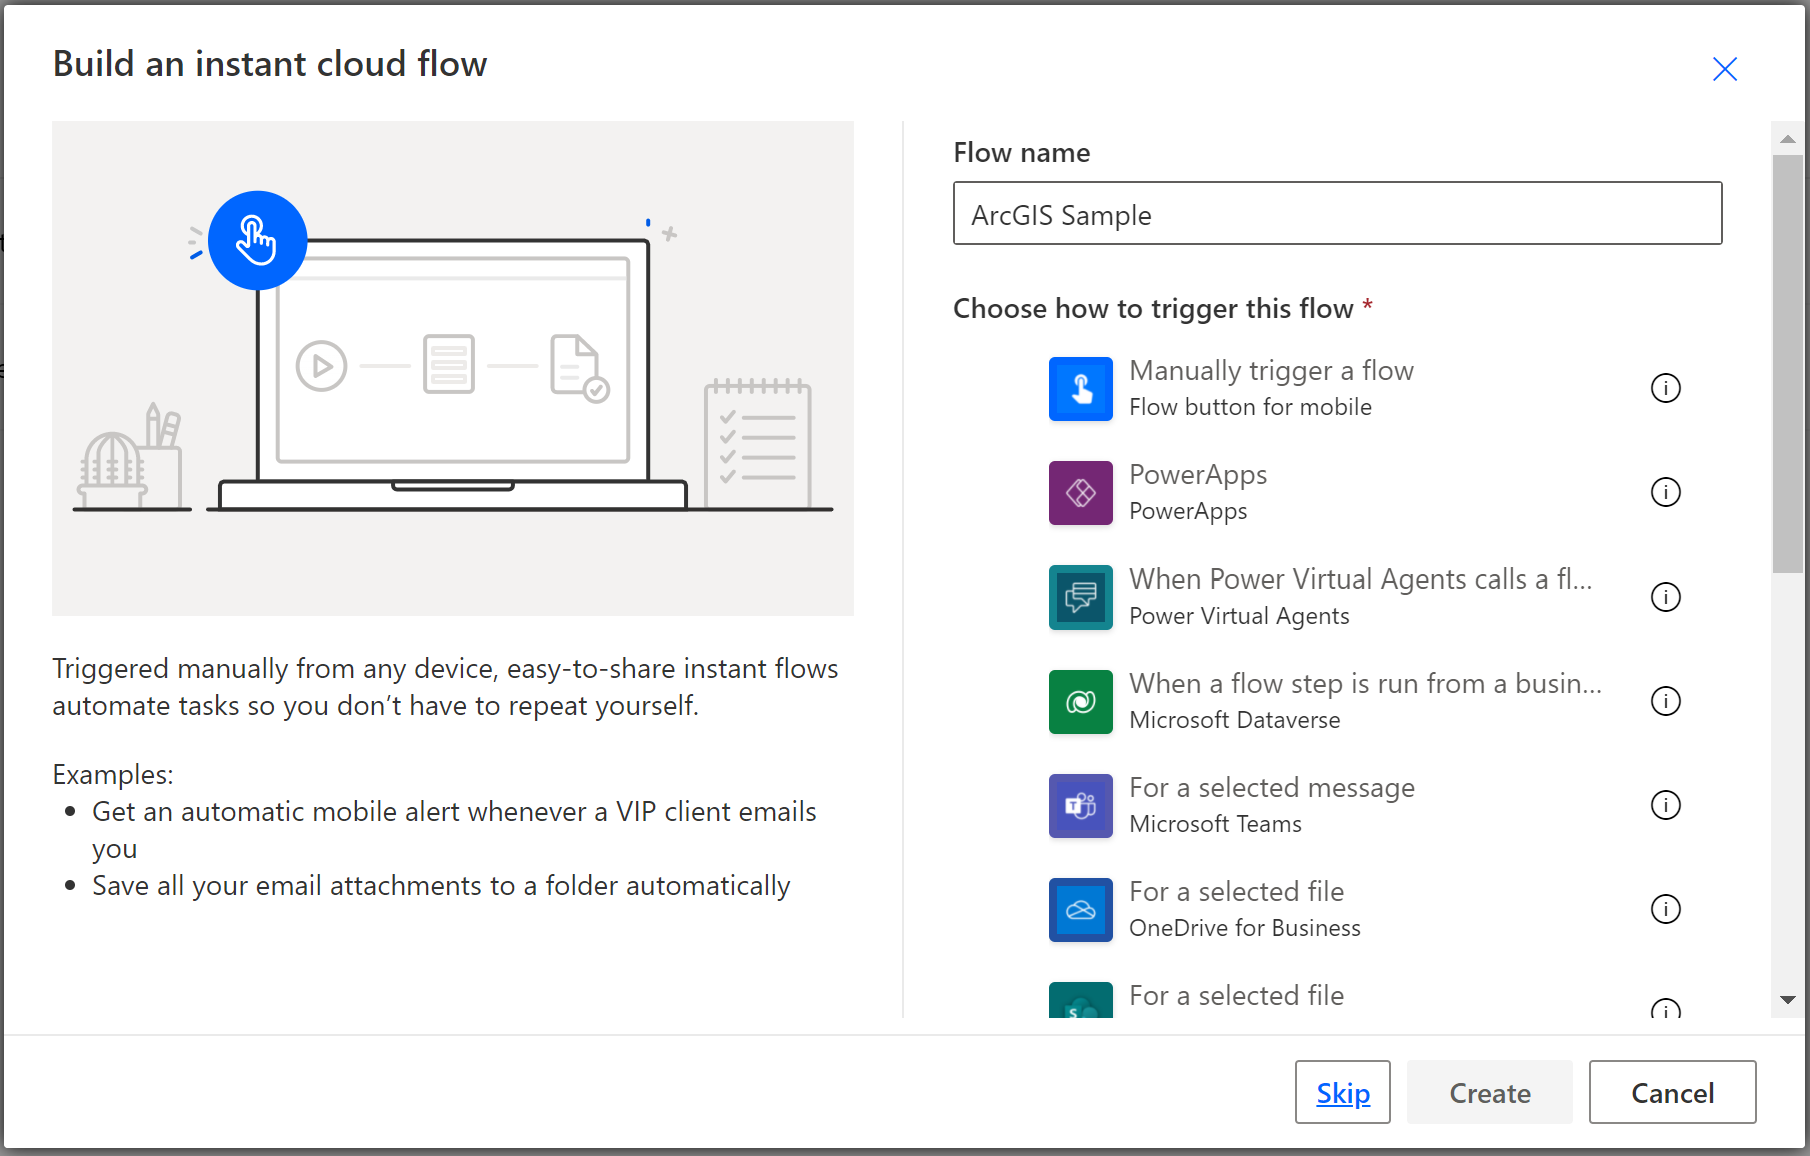 Build an instant cloud flow
Triggered manually from any device, easy-to-share instant flows
automate tasks so you don’t have to repeat yourself.
Examples:
Get an automatic mobile alert whenever a VIP client emails
you
Save all your email attachments to a folder automatically
Flow name
ArcGIS Sample
Choose how to trigger this flow *
Manually trigger a flow
Flow button for mobile
PowerApps
PowerApps
When Power Virtual Agents calls a fl...
Power Virtual Agents
When a flow step is run from a busin...
Microsoft Dataverse
For a selected message
Microsoft Teams
For a selected file
OneDrive for Business
For a selected file
Skip
Create
Cancel